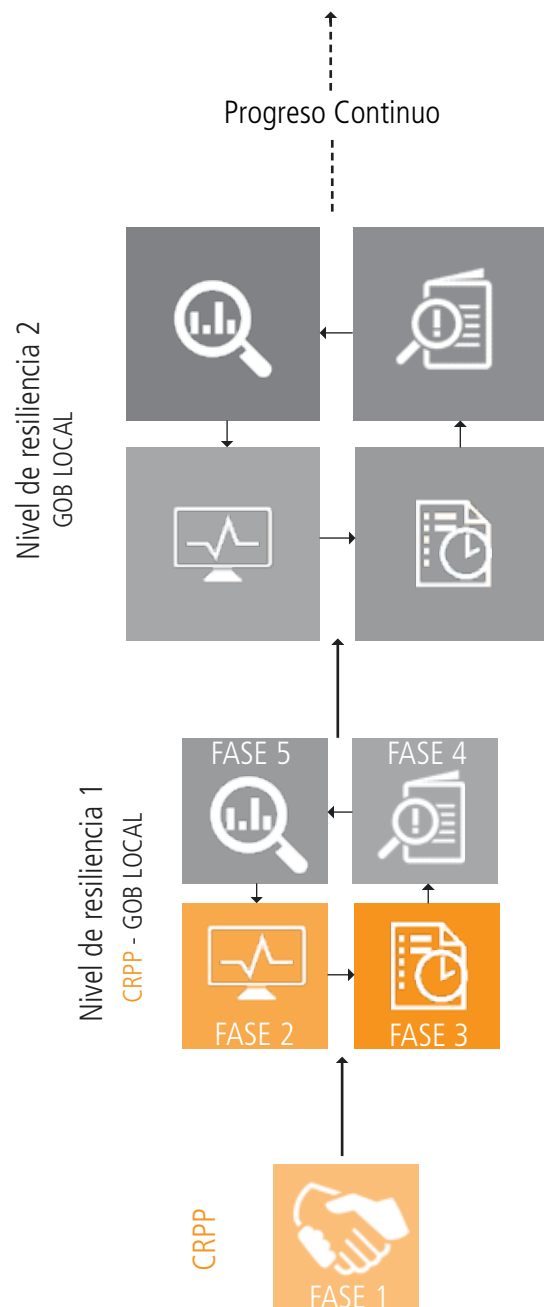 Progreso Continuo
Nivel de resiliencia 2
GOB LOCAL
FASE 5
FASE 4
Nivel de resiliencia 1
CRPP - GOB LOCAL
FASE 2
FASE 3
CRPP
FASE 1